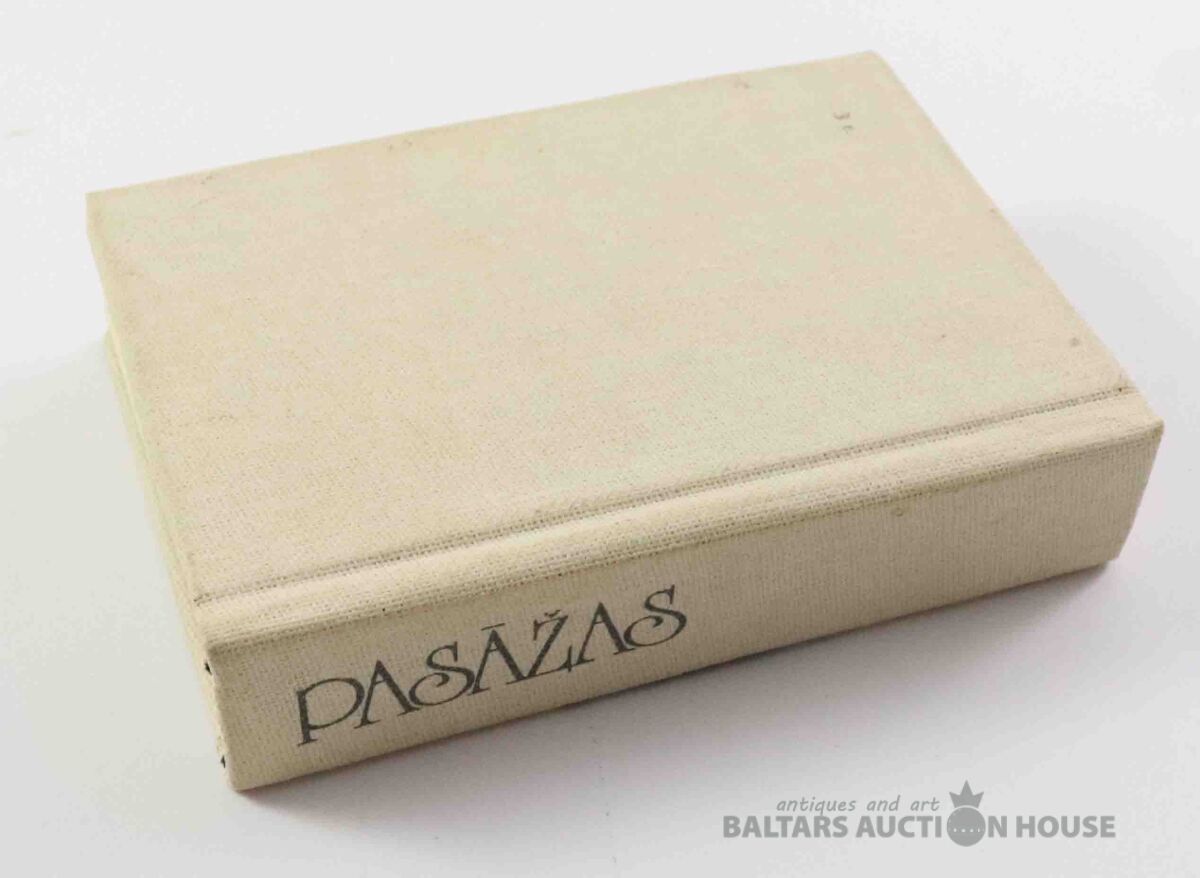 PASĀŽAS
antiques and art
BALTARS AUCTION HOUSE